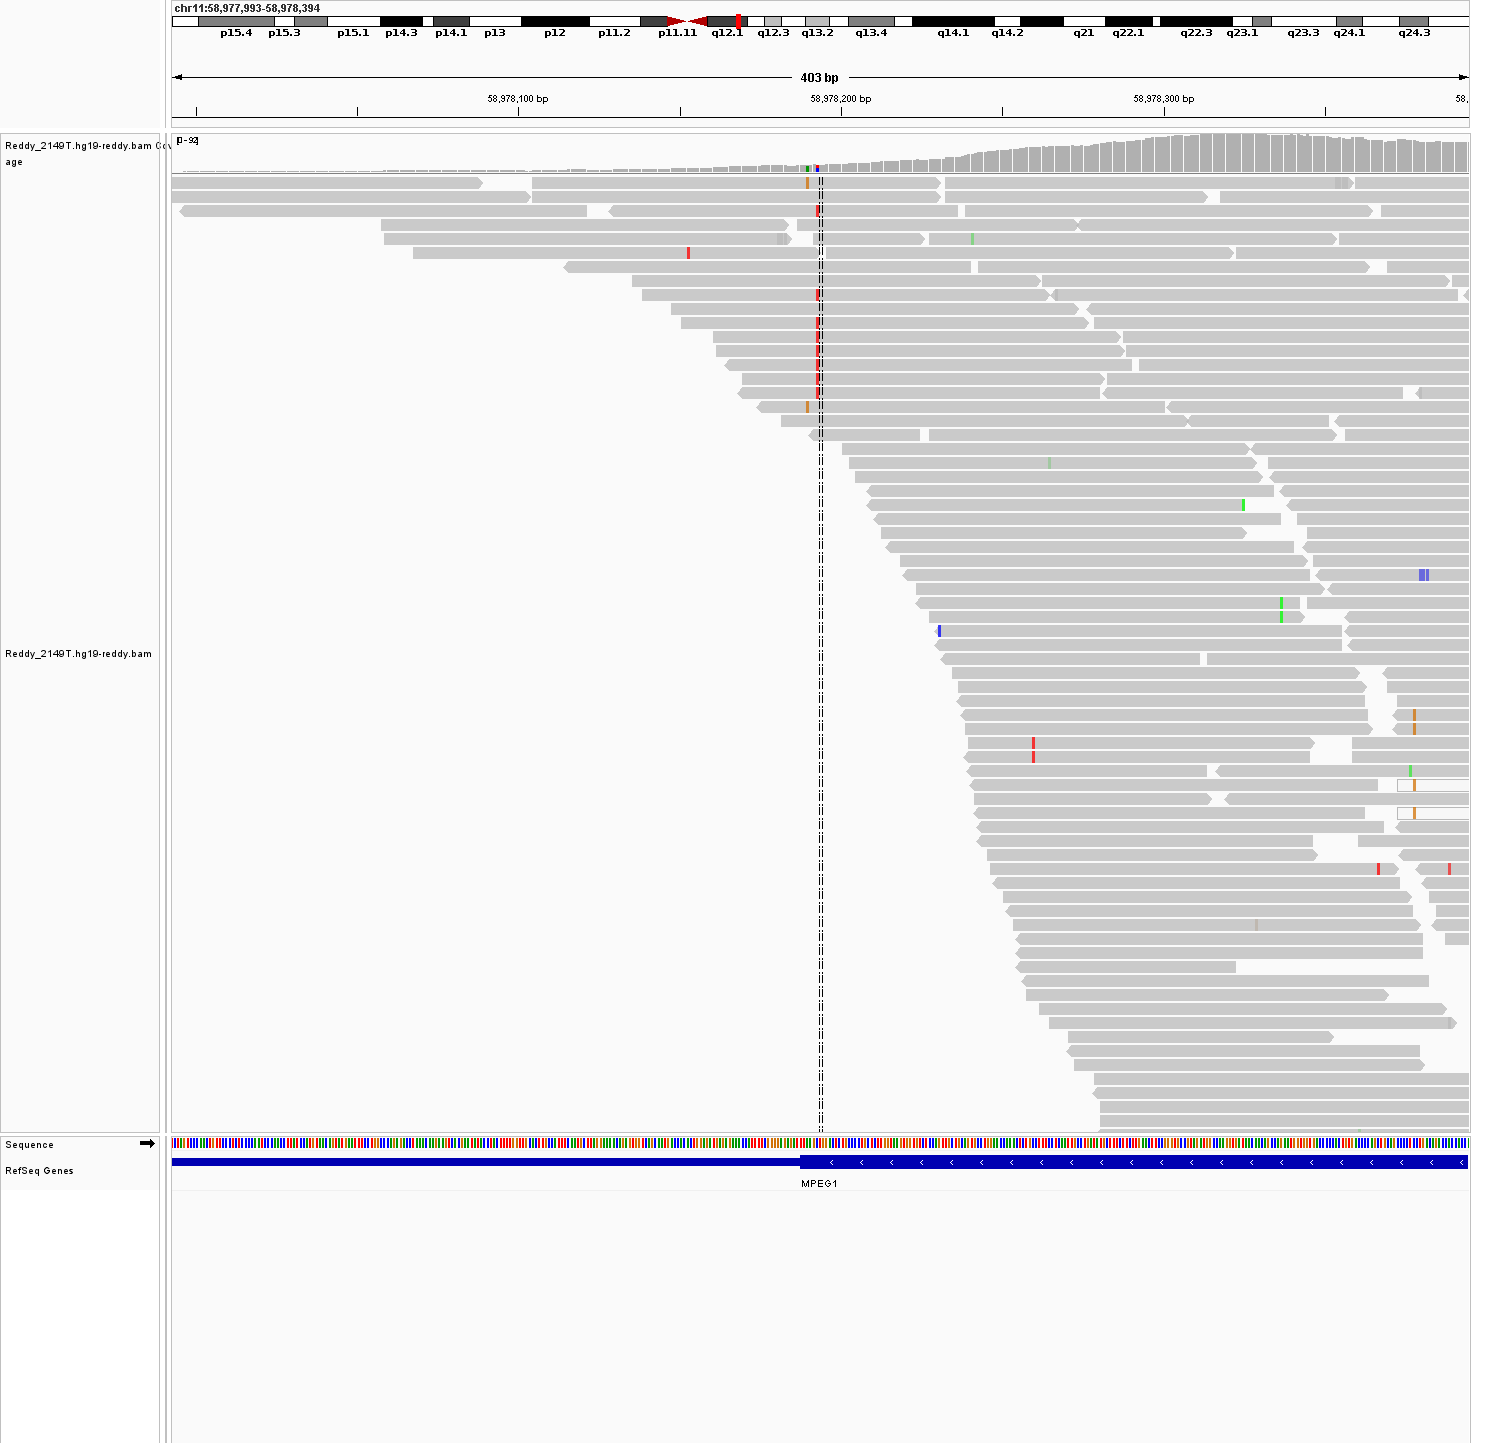 chr11:58,977,993-58,978,394
p15.4 p15.3 p15.1 p14.3 p14.1 p13 p12 p11.2 p11.11 q12.1 q12.3 q13.2 q13.4 q14.1 q14.2 q21 q22.1 q22.3 q23.1 q23.3 q24.1 q24.3
403 bp
58,978,100 bp 58,978,200 bp 58,978,300 bp 58,
Reddy_2149T.hg19-reddy.bam Cov
age
[0-92]
Reddy_2149T.hg19-reddy.bam
Sequence
RefSeq Genes
MPEG1